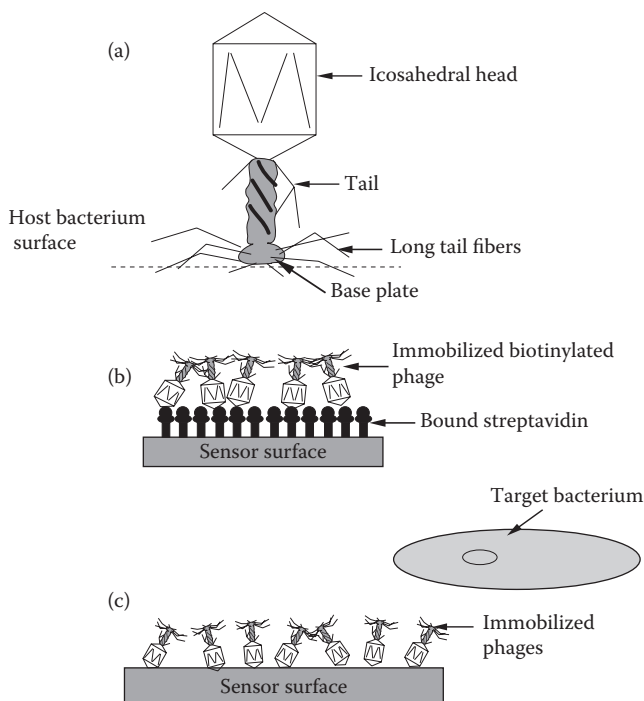 (a)
Icosahedral head
Tail
Host bacterium
surface
Long tail fibers
Base plate
(b)
Immobilized biotinylated
phage
Bound streptavidin
Sensor surface
Target bacterium
(c)
Immobilized
phages
Sensor surface